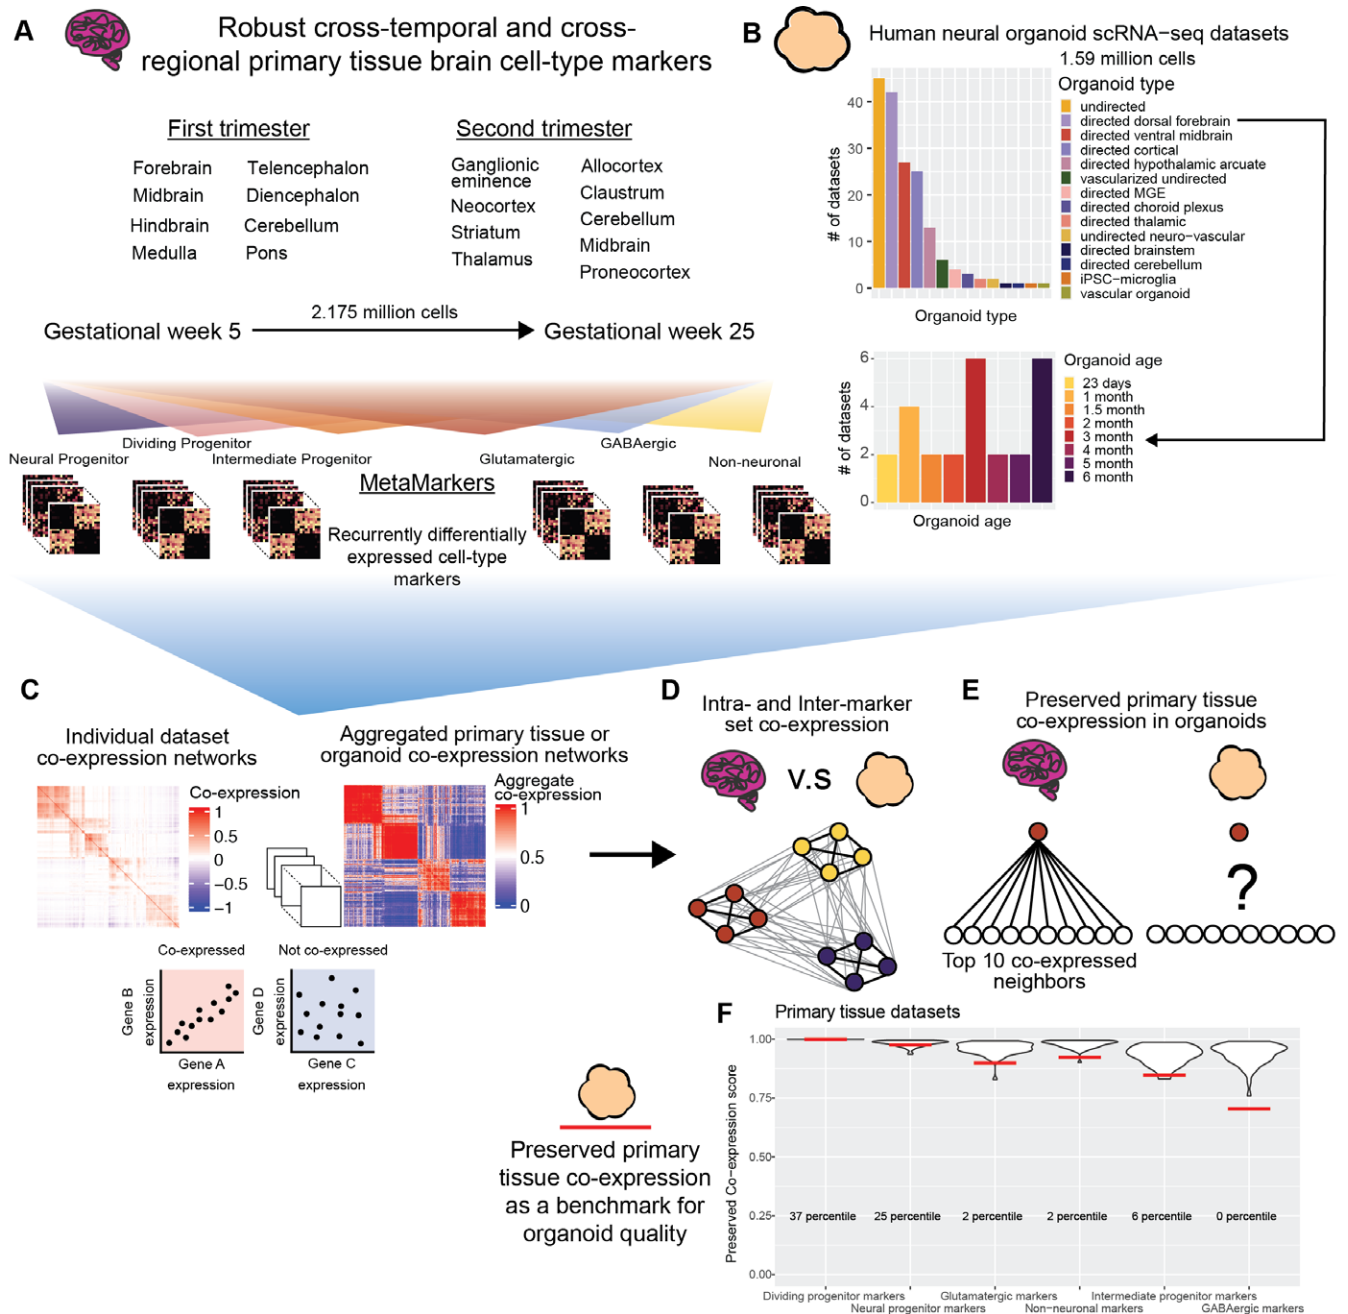 A
Robust cross-temporal and cross-
regional primary tissue brain cell-type markers
First trimester
Forebrain
Midbrain
Hindbrain
Medulla
Telencephalon
Diencephalon
Cerebellum
Pons
Second trimester
Ganglionic
eminence
Neocortex
Striatum
Thalamus
Allocortex
Claustrum
Cerebellum
Midbrain
Proneocortex
2.175 million cells
Gestational week 5
Gestational week 25
Dividing Progenitor
GABAergic
Neural Progenitor
Intermediate Progenitor
Glutamatergic
Non-neuronal
MetaMarkers
Recurrently differentially
expressed cell-type
markers
B
Human neural organoid scRNA−seq datasets
1.59 million cells
# of datasets
40
30
20
10
0
Organoid type
Organoid type
undirected
directed dorsal forebrain
directed ventral midbrain
directed cortical
directed hypothalamic arcuate
vascularized undirected
directed MGE
directed choroid plexus
directed thalamic
undirected neuro−vascular
directed brainstem
directed cerebellum
iPSC−microglia
vascular organoid
# of datasets
6
4
2
0
Organoid age
Organoid age
23 days
1 month
1.5 month
2 month
3 month
4 month
5 month
6 month
C
Individual dataset
co-expression networks
Co-expression
1
0.5
0
−0.5
−1
Aggregated primary tissue or
organoid co-expression networks
Aggregate
co-expression
1
0.5
0
Co-expressed
Gene B
expression
Gene A
expression
Not co-expressed
Gene D
expression
Gene C
expression
D
Intra- and Inter-marker
set co-expression
V.S
E
Preserved primary tissue
co-expression in organoids
?
Top 10 co-expressed
neighbors
Preserved primary
tissue co-expression
as a benchmark for
organoid quality
F
Primary tissue datasets
Preserved Co−expression score
1.00
0.75
0.50
0.25
0.00
37 percentile
25 percentile
2 percentile
2 percentile
6 percentile
0 percentile
Dividing progenitor markers
Neural progenitor markers
Glutamatergic markers
Non−neuronal markers
Intermediate progenitor markers
GABAergic markers